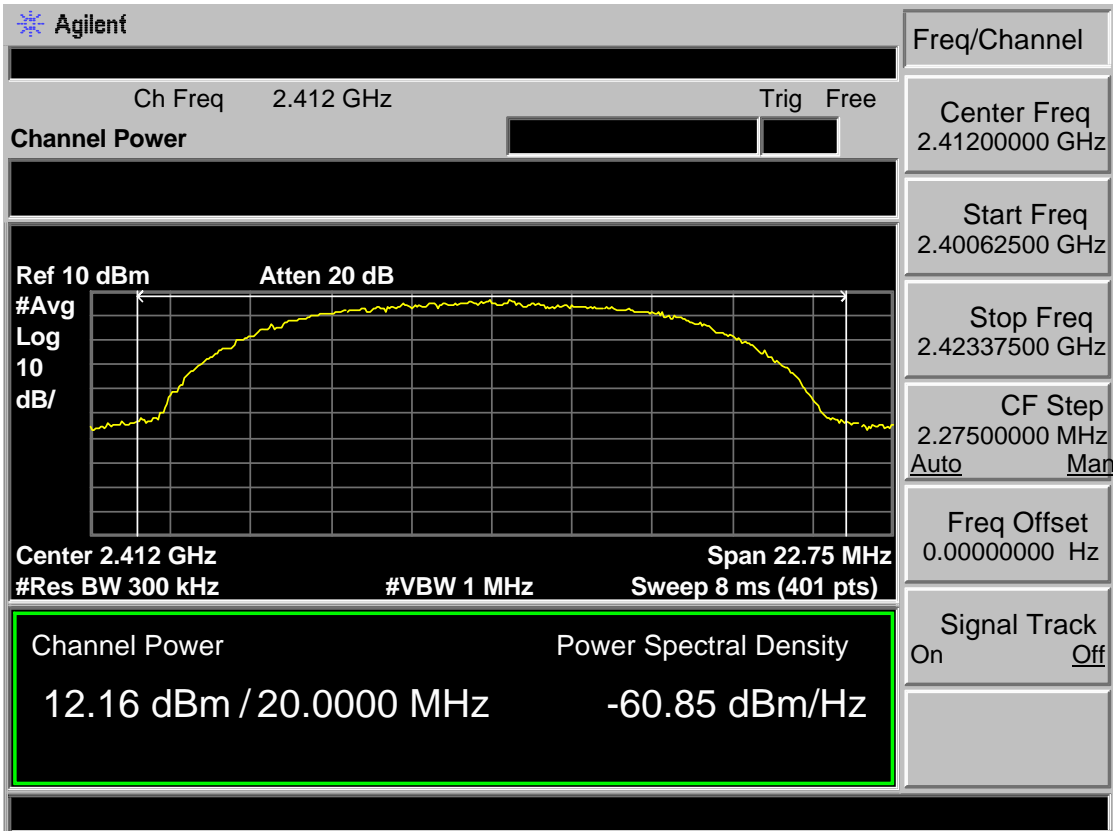 Agilent
Freq/Channel
Ch Freq 2.412 GHz Trig Free
Channel Power
Center Freq
2.41200000 GHz
Start Freq
2.40062500 GHz
Stop Freq
2.42337500 GHz
CF Step
2.27500000 MHz
Auto Man
Freq Offset
0.00000000 Hz
Signal Track
On Off
Ref 10 dBm Atten 20 dB
#Avg
Log
10
dB/
Center 2.412 GHz Span 22.75 MHz
#Res BW 300 kHz #VBW 1 MHz Sweep 8 ms (401 pts)
Channel Power Power Spectral Density
12.16 dBm / 20.0000 MHz -60.85 dBm/Hz